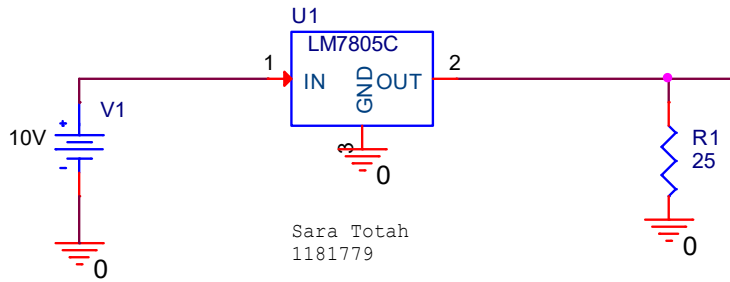 U1
LM7805C
1
2
IN
GND
OUT
+
V1
10V
-
3
0
R1
25
0
0
Sara Totah
1181779